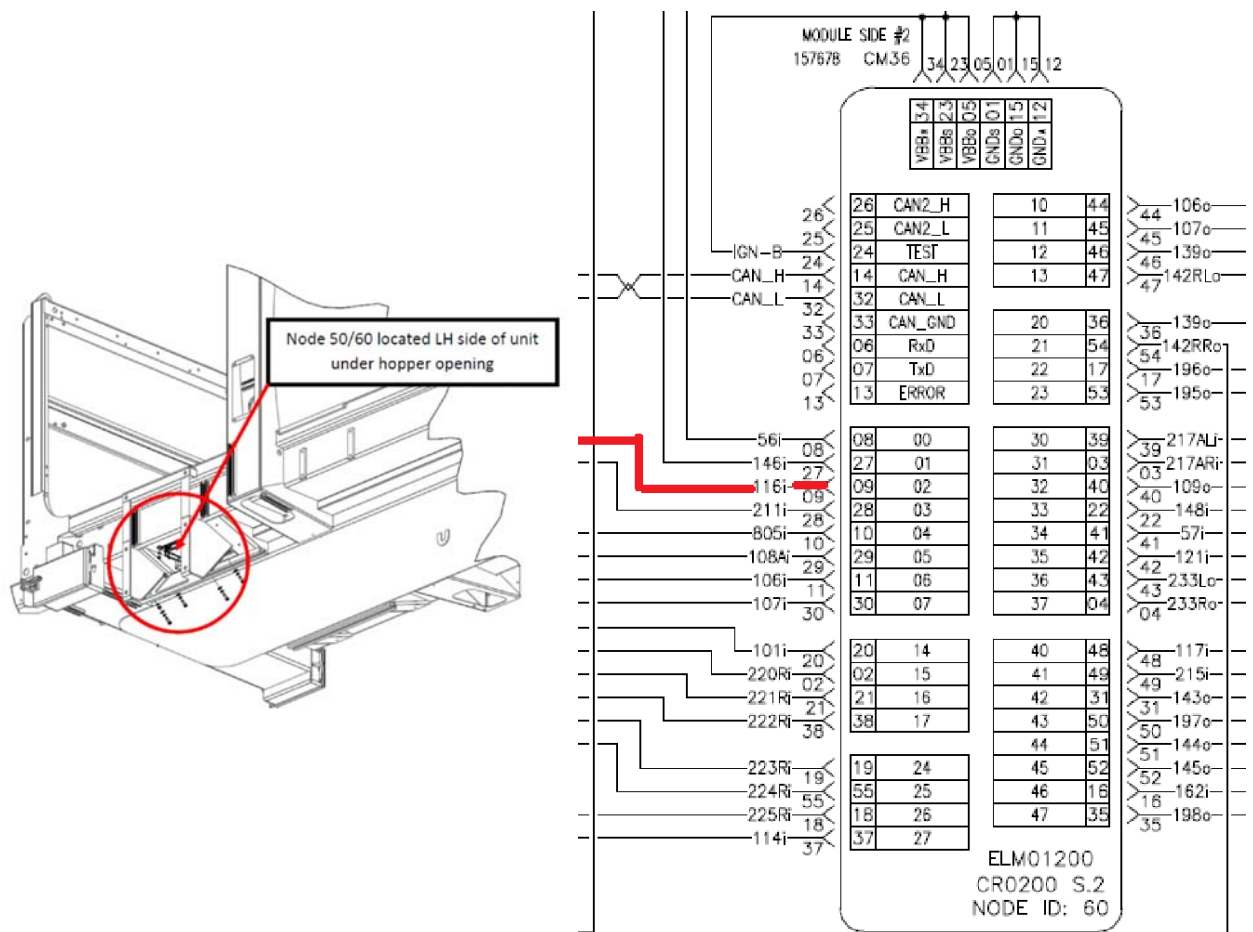 Node 50/60 located LH side of unit
under hopper opening
MODULE SIDE #2
157678 CM36
34 23 05 01 15 12
34 23 05 01 15 12
VBBR VBBs VBBo GNDs GNDo GNDA
26 26 CAN2_H 10 44 44 106o
25 25 CAN2_L 11 45 45 107o
IGN-B 24 24 TEST 12 46 46 139o
CAN_H 14 14 CAN_H 13 47 47 142RLo
CAN_L 32 32 CAN_L
33 33 CAN_GND 20 36 36 139o
06 06 RxD 21 54 54 142RRo
07 07 TxD 22 17 17 196o
13 13 ERROR 23 53 53 195o
56i 08 08 00 30 39 39 217ALi
146i 27 27 01 31 03 03 217ARi
116i 09 09 02 32 40 40 109o
211i 28 28 03 33 22 22 148i
805i 10 10 04 34 41 41 57i
108Ai 29 29 05 35 42 42 121i
106i 11 11 06 36 43 43 233Lo
107i 30 30 07 37 04 04 233Ro
101i 20 20 14 40 48 48 117i
220Ri 02 02 15 41 49 49 215i
221Ri 21 21 16 42 31 31 143o
222Ri 38 38 17 43 50 50 197o
44 51 51 144o
223Ri 19 19 24 45 52 52 145o
224Ri 55 55 25 46 16 16 162i
225Ri 18 18 26 47 35 35 198o
114i 37 37 27
ELM01200
CR0200 S.2
NODE ID: 60